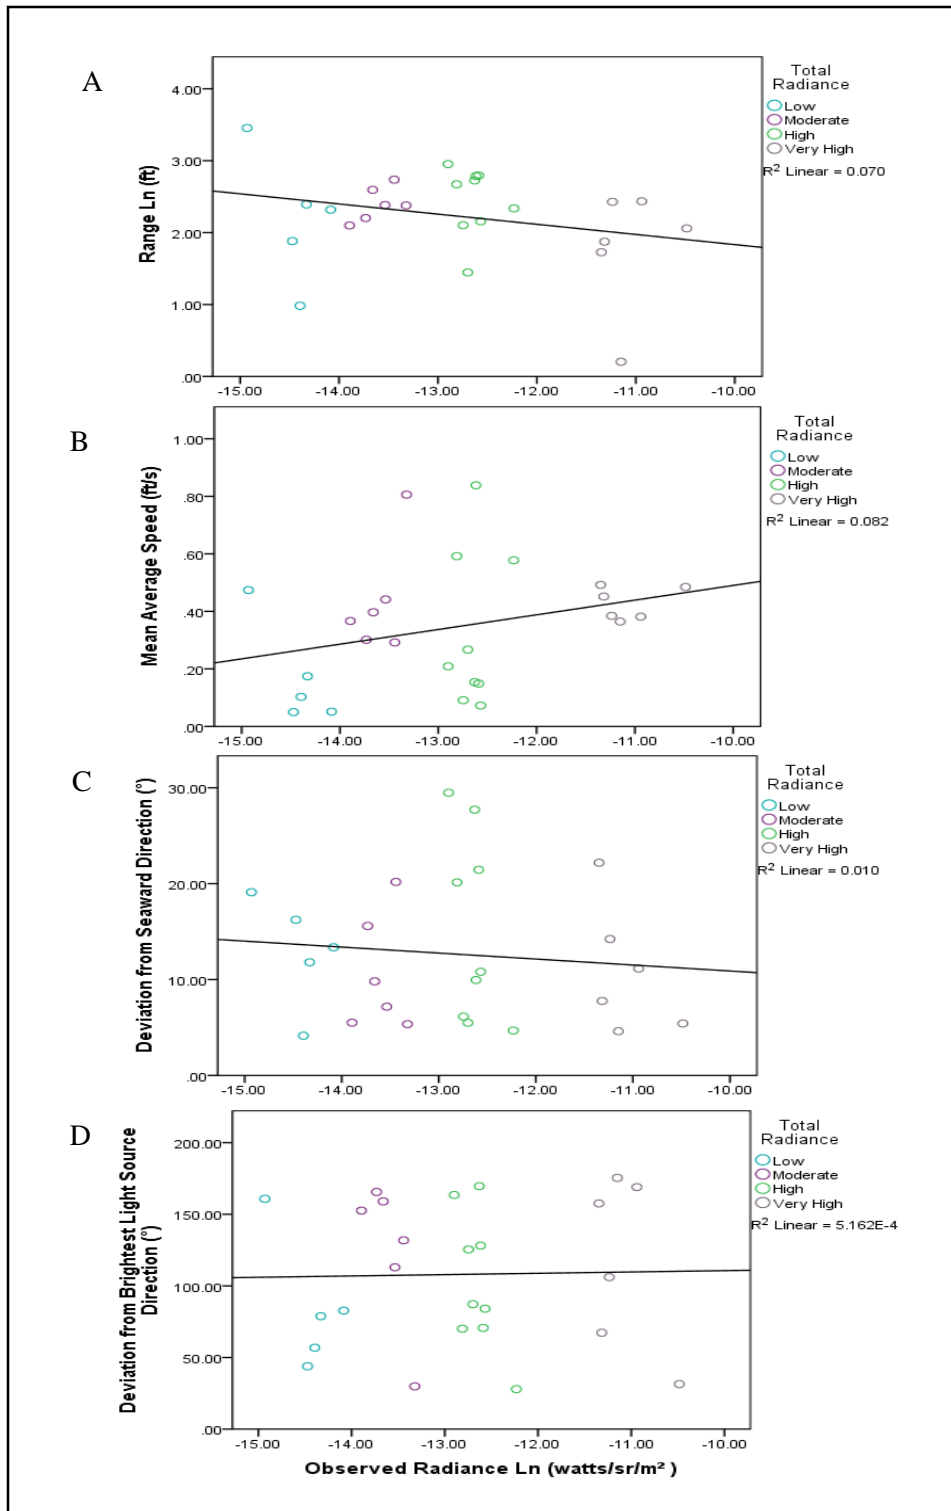 A
Range Ln (ft)
4.00
3.00
2.00
1.00
.00
-15.00 -14.00 -13.00 -12.00 -11.00 -10.00
Total
Radiance
Low
Moderate
High
Very High
R² Linear = 0.070
B
Mean Average Speed (ft/s)
1.00
.80
.60
.40
.20
.00
-15.00 -14.00 -13.00 -12.00 -11.00 -10.00
Total
Radiance
Low
Moderate
High
Very High
R² Linear = 0.082
C
Deviation from Seaward Direction (°)
30.00
20.00
10.00
.00
-15.00 -14.00 -13.00 -12.00 -11.00 -10.00
Total
Radiance
Low
Moderate
High
Very High
R² Linear = 0.010
D
Deviation from Brightest Light Source
Direction (°)
200.00
150.00
100.00
50.00
.00
-15.00 -14.00 -13.00 -12.00 -11.00 -10.00
Total
Radiance
Low
Moderate
High
Very High
R² Linear = 5.162E-4
Observed Radiance Ln (watts/sr/m² )